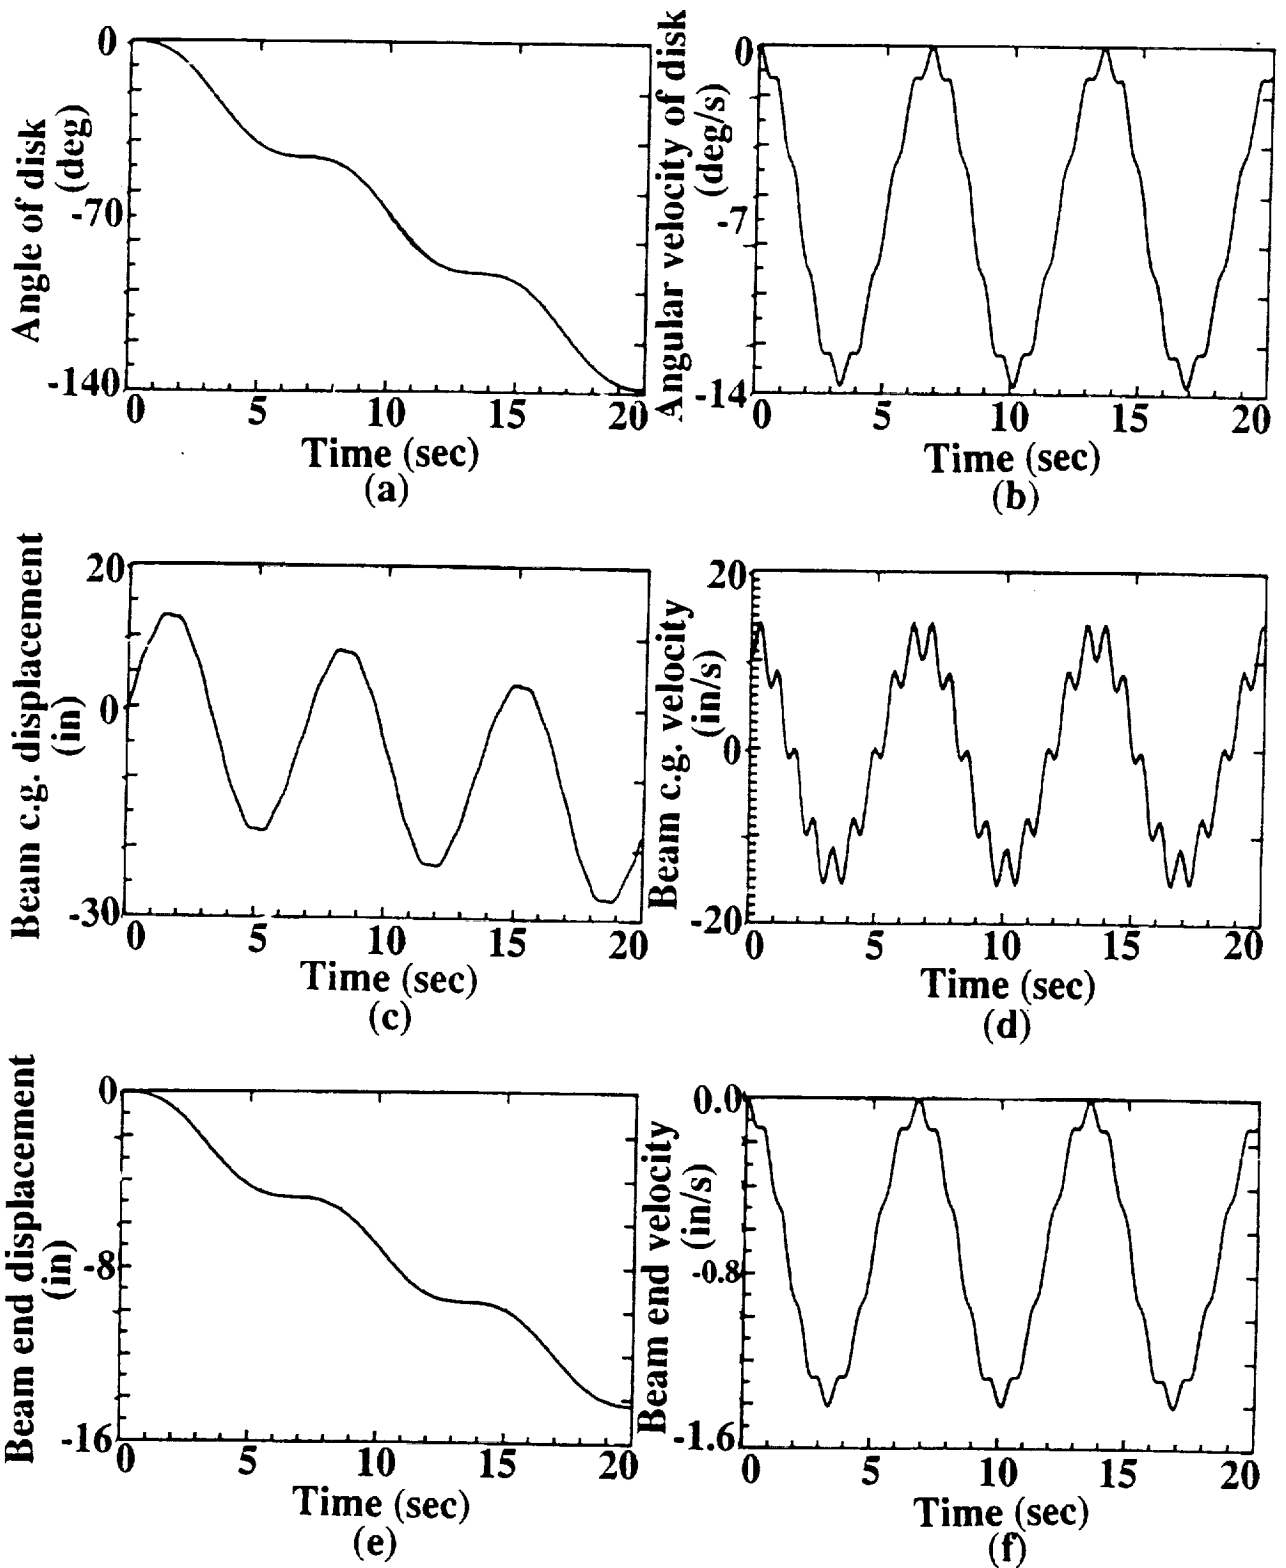 Angle of disk
(deg)
0
-70
-140
0 5 10 15 20
Time (sec)
(a)
Angular velocity of disk
(deg/s)
0
-7
-14
0 5 10 15 20
Time (sec)
(b)
Beam c.g. displacement
(in)
20
0
-30
0 5 10 15 20
Time (sec)
(c)
Beam c.g. velocity
(in/s)
20
0
-20
0 5 10 15 20
Time (sec)
(d)
Beam end displacement
(in)
0
-8
-16
0 5 10 15 20
Time (sec)
(e)
Beam end velocity
(in/s)
0.0
-0.8
-1.6
0 5 10 15 20
Time (sec)
(f)